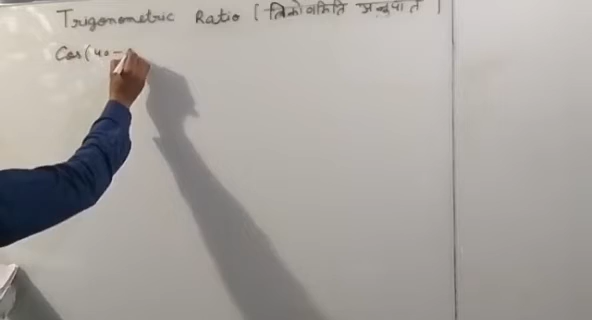 Trigonometric Ratio [ त्रिकोणमिति अनुपात ]
Cos(40-